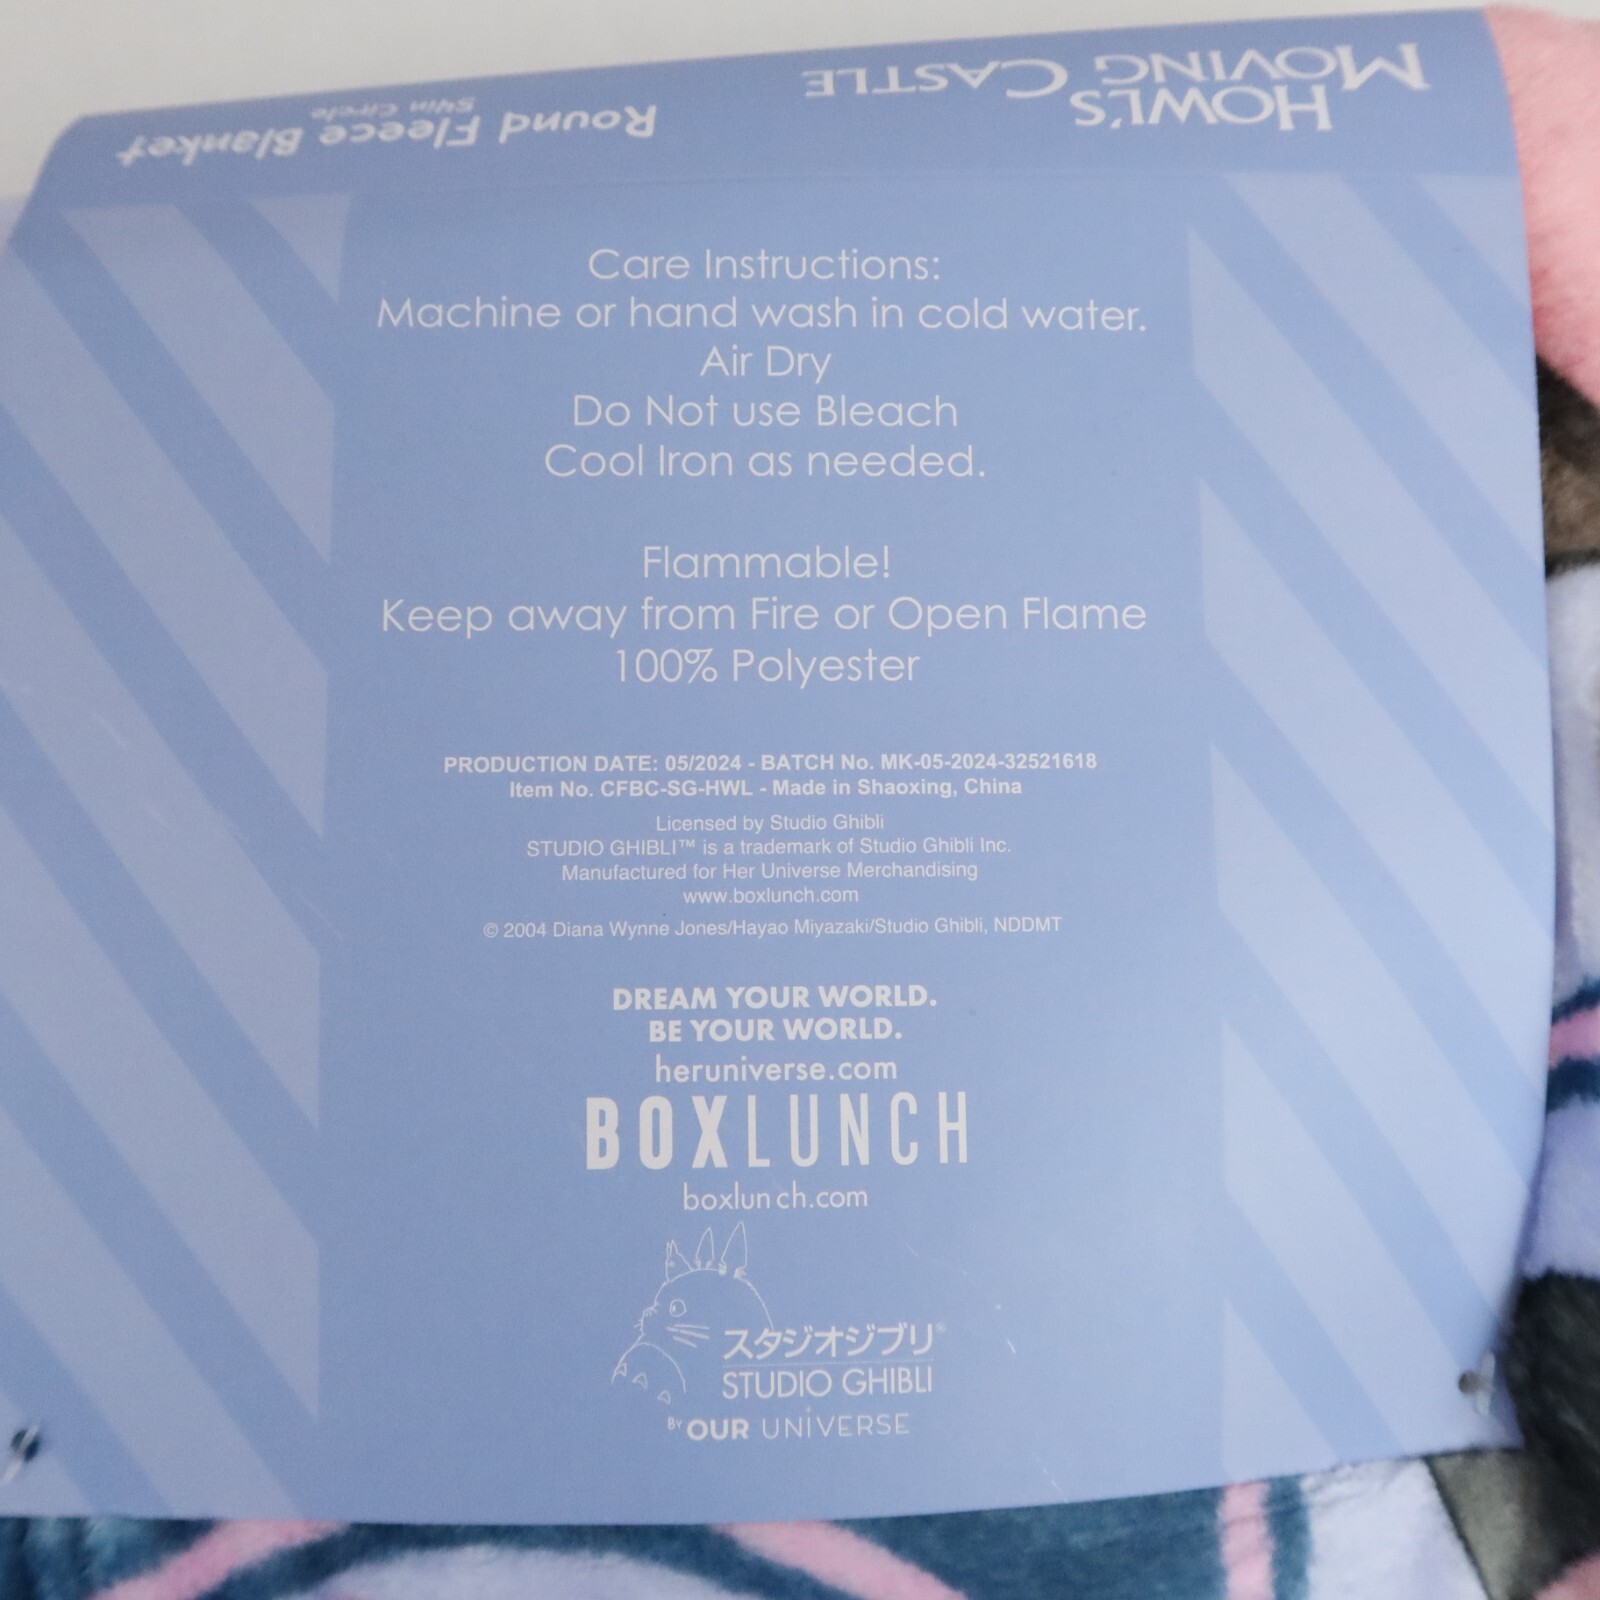 HOWL'S
MOVING CASTLE
Round Fleece Blanket
54in Circle
Care Instructions:
Machine or hand wash in cold water.
Air Dry
Do Not use Bleach
Cool Iron as needed.
Flammable!
Keep away from Fire or Open Flame
100% Polyester
PRODUCTION DATE: 05/2024 - BATCH No. MK-05-2024-32521618
Item No. CFBC-SG-HWL - Made in Shaoxing, China
Licensed by Studio Ghibli
STUDIO GHIBLI™ is a trademark of Studio Ghibli Inc.
Manufactured for Her Universe Merchandising
www.boxlunch.com
© 2004 Diana Wynne Jones/Hayao Miyazaki/Studio Ghibli, NDDMT
DREAM YOUR WORLD.
BE YOUR WORLD.
heruniverse.com
BOXLUNCH
boxlunch.com
スタジオジブリ®
STUDIO GHIBLI
BY OUR UNIVERSE